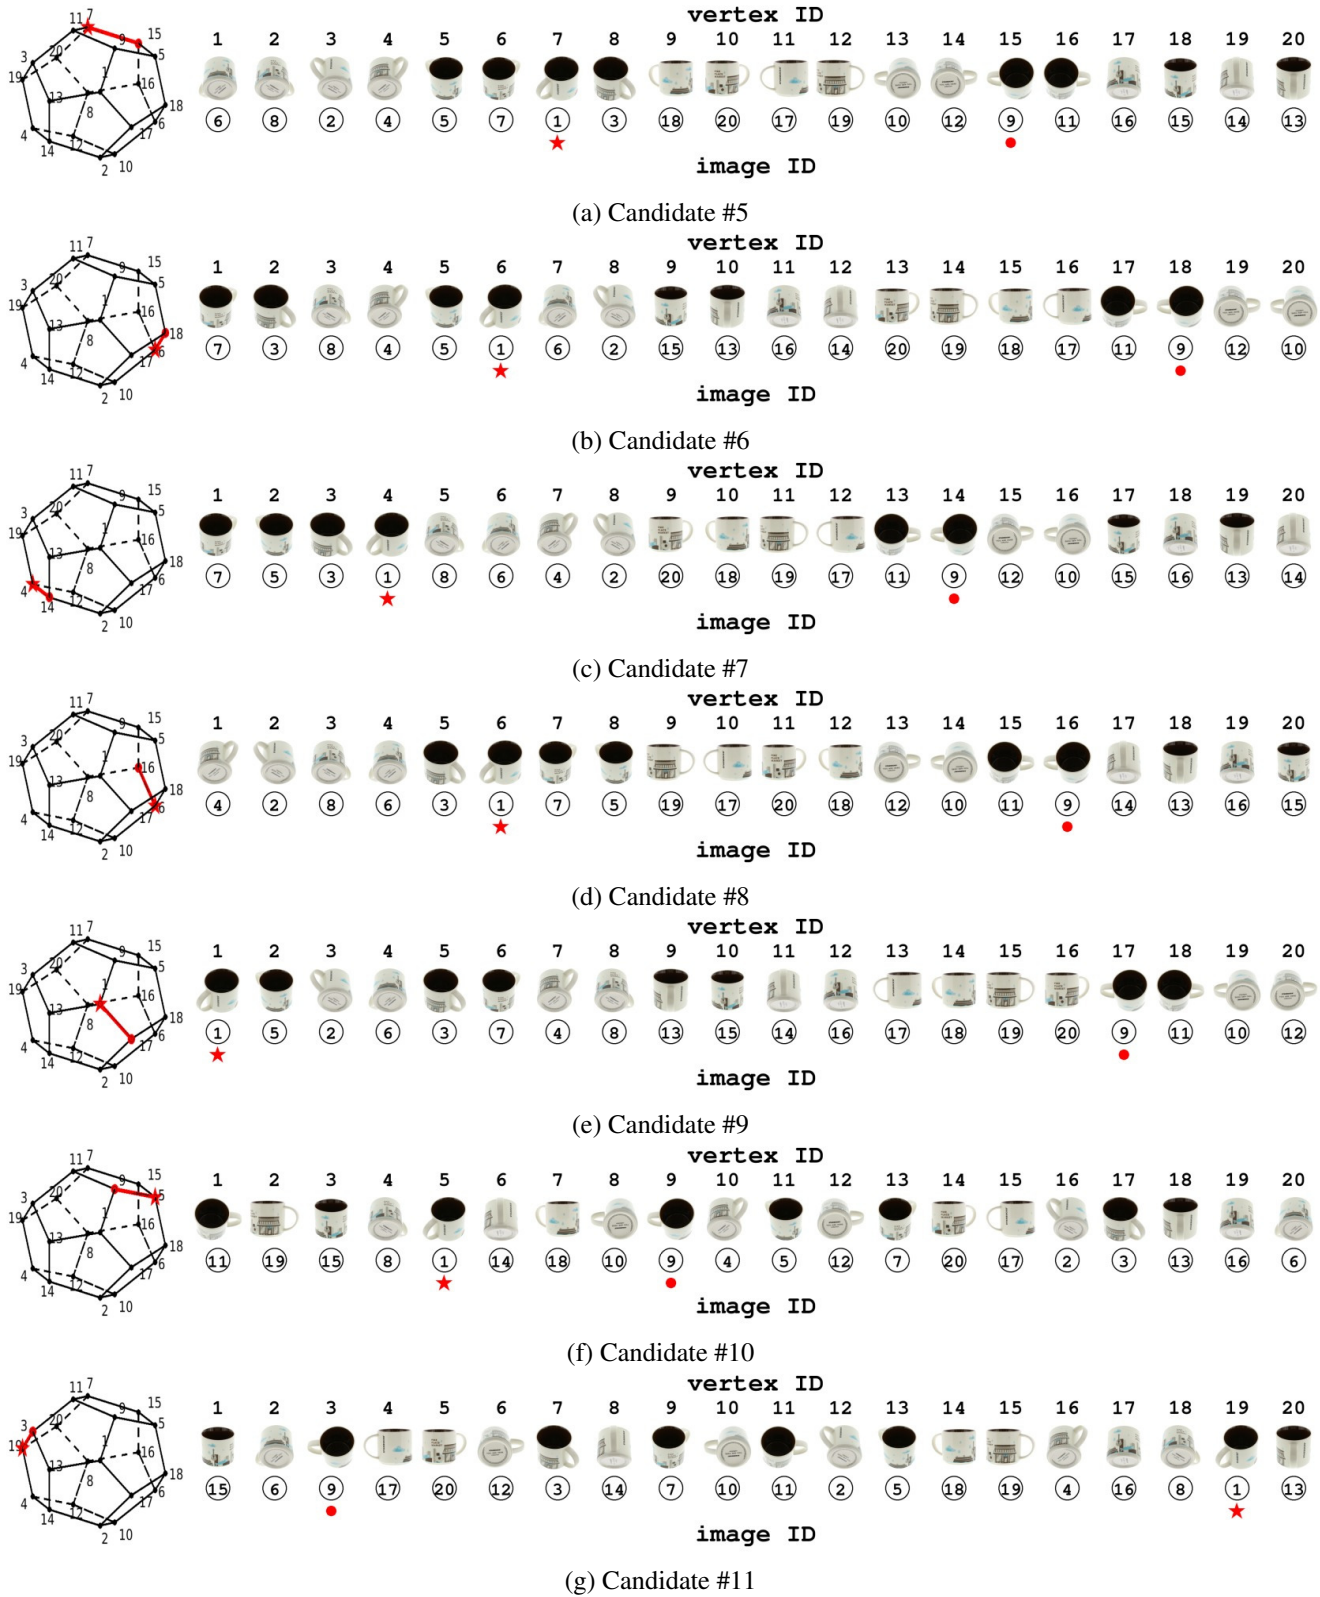 vertex ID
1 2 3 4 5 6 7 8 9 10 11 12 13 14 15 16 17 18 19 20
6 8 2 4 5 7 1 3 18 20 17 19 10 12 9 11 16 15 14 13
image ID
(a) Candidate #5
vertex ID
1 2 3 4 5 6 7 8 9 10 11 12 13 14 15 16 17 18 19 20
7 3 8 4 5 1 6 2 15 13 16 14 20 19 18 17 11 9 12 10
image ID
(b) Candidate #6
vertex ID
1 2 3 4 5 6 7 8 9 10 11 12 13 14 15 16 17 18 19 20
7 5 3 1 8 6 4 2 20 18 19 17 11 9 12 10 15 16 13 14
image ID
(c) Candidate #7
vertex ID
1 2 3 4 5 6 7 8 9 10 11 12 13 14 15 16 17 18 19 20
4 2 8 6 3 1 7 5 19 17 20 18 12 10 11 9 14 13 16 15
image ID
(d) Candidate #8
vertex ID
1 2 3 4 5 6 7 8 9 10 11 12 13 14 15 16 17 18 19 20
1 5 2 6 3 7 4 8 13 15 14 16 17 18 19 20 9 11 10 12
image ID
(e) Candidate #9
vertex ID
1 2 3 4 5 6 7 8 9 10 11 12 13 14 15 16 17 18 19 20
11 19 15 8 1 14 18 10 9 4 5 12 7 20 17 2 3 13 16 6
image ID
(f) Candidate #10
vertex ID
1 2 3 4 5 6 7 8 9 10 11 12 13 14 15 16 17 18 19 20
15 6 9 17 20 12 3 14 7 10 11 2 5 18 19 4 16 8 1 13
image ID
(g) Candidate #11